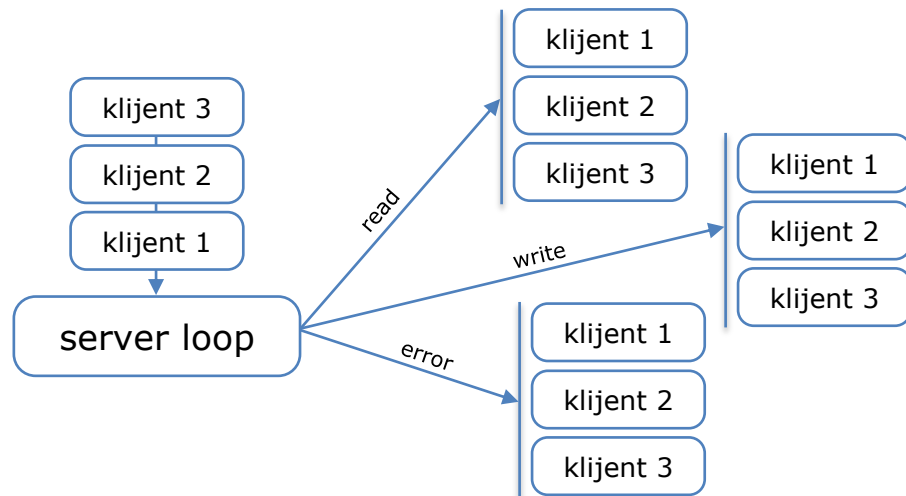 klijent 3
klijent 2
klijent 1
server loop
read
klijent 1
klijent 2
klijent 3
write
klijent 1
klijent 2
klijent 3
error
klijent 1
klijent 2
klijent 3